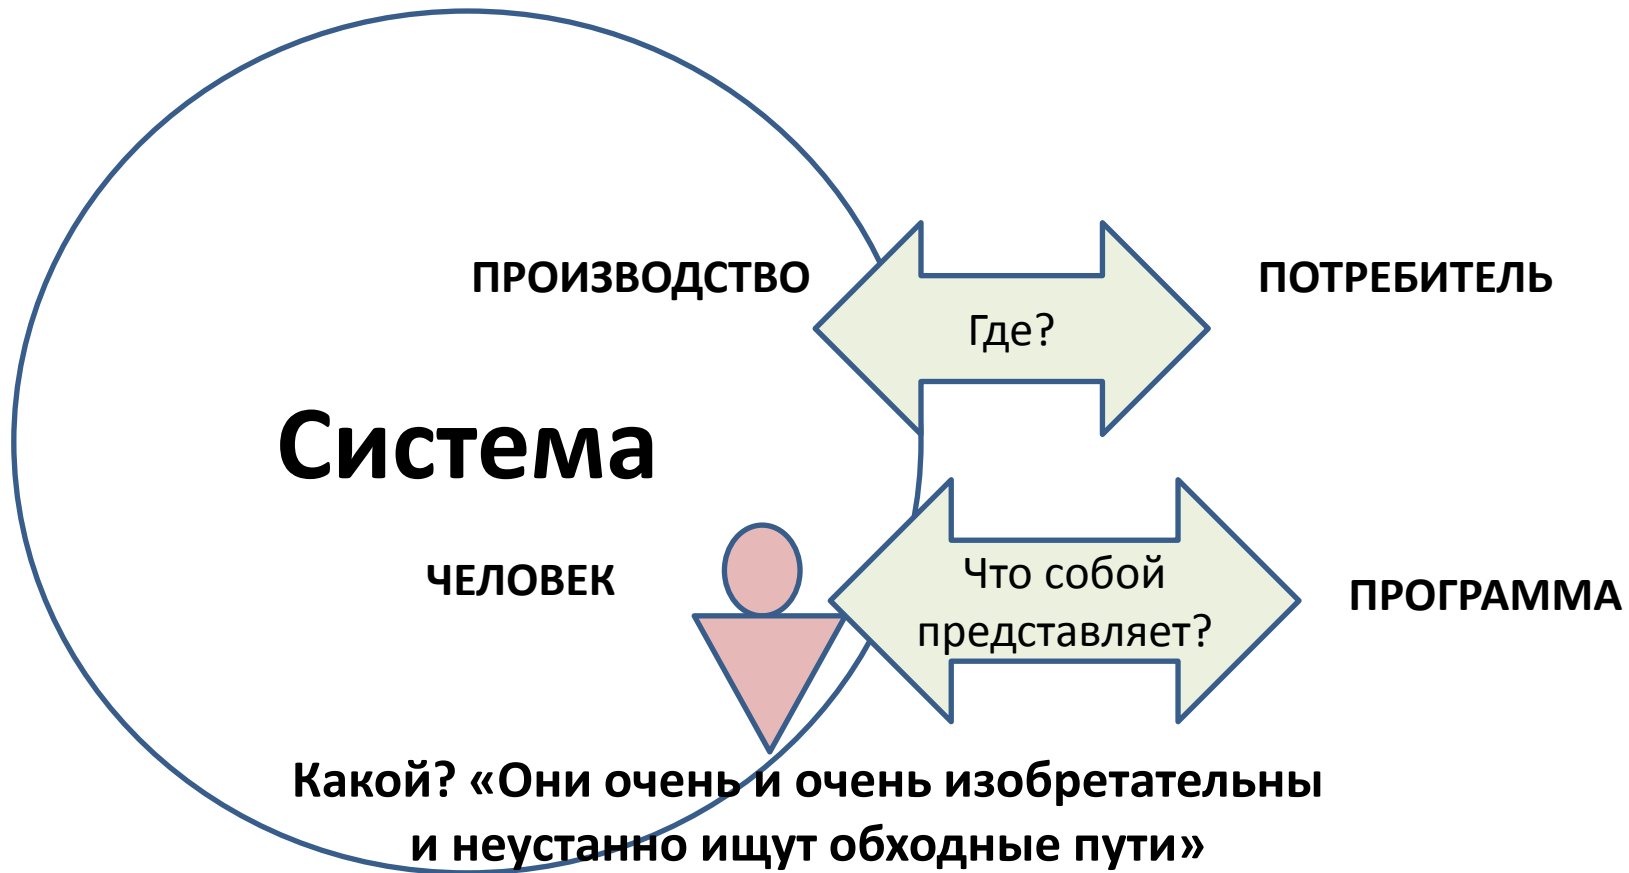 ПРОИЗВОДСТВО
ПОТРЕБИТЕЛЬ
Где?
Система
ЧЕЛОВЕК
Что собой
представляет?
ПРОГРАММА
Какой? «Они очень и очень изобретательны
и неустанно ищут обходные пути»